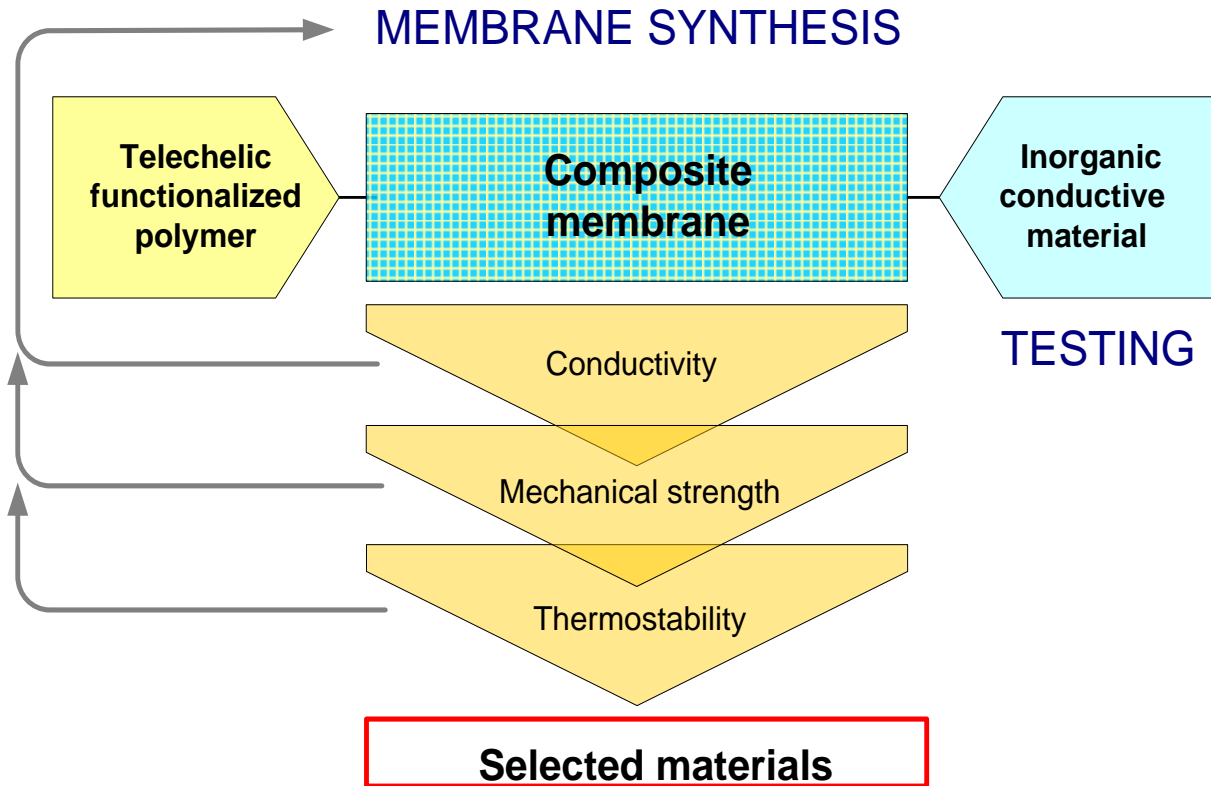 MEMBRANE SYNTHESIS
Telechelic
functionalized
polymer
Composite
membrane
Inorganic
conductive
material
TESTING
Conductivity
Mechanical strength
Thermostability
Selected materials